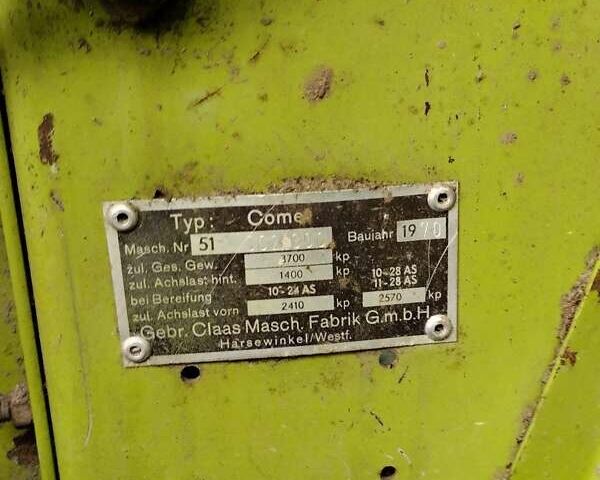 Typ: Comet
Masch. Nr 51 Baujahr 1970
zul. Ges. Gew. 3700 kp
zul. Achslast hint. 1400 kp 10-28 AS
bei Bereifung 10-24 AS 11-28 AS
zul. Achslast vorn 2410 kp 2570 kp
Gebr. Claas Masch. Fabrik G.m.b.H
Harsewinkel/Westf.